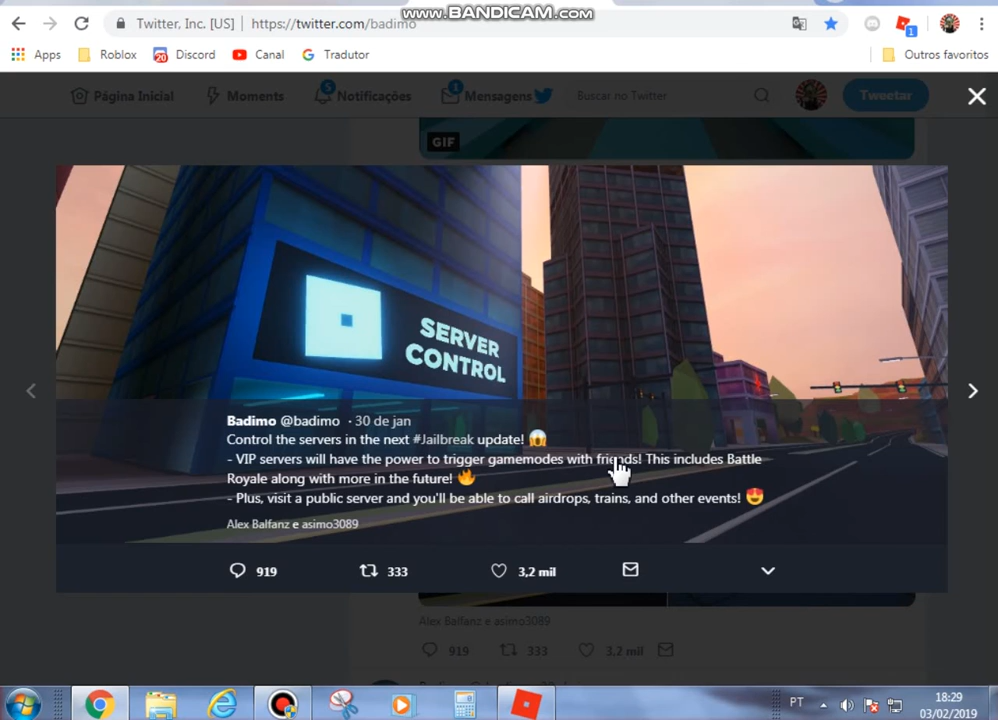 www.BANDICAM.com
Twitter, Inc. [US] | https://twitter.com/badimo
1
Apps Roblox Discord Canal Tradutor Outros favoritos
20
Página Inicial Moments 5 Notificações 1 Mensagens Buscar no Twitter Tweetar
GIF
SERVER
CONTROL
Badimo @badimo · 30 de jan
Control the servers in the next #Jailbreak update! 😱
- VIP servers will have the power to trigger gamemodes with friends! This includes Battle
Royale along with more in the future! 🔥
- Plus, visit a public server and you'll be able to call airdrops, trains, and other events! 😍
Alex Balfanz e asimo3089
919 333 3,2 mil
Alex Balfanz e asimo3089
919 333 3,2 mil
PT 18:29
03/02/2019